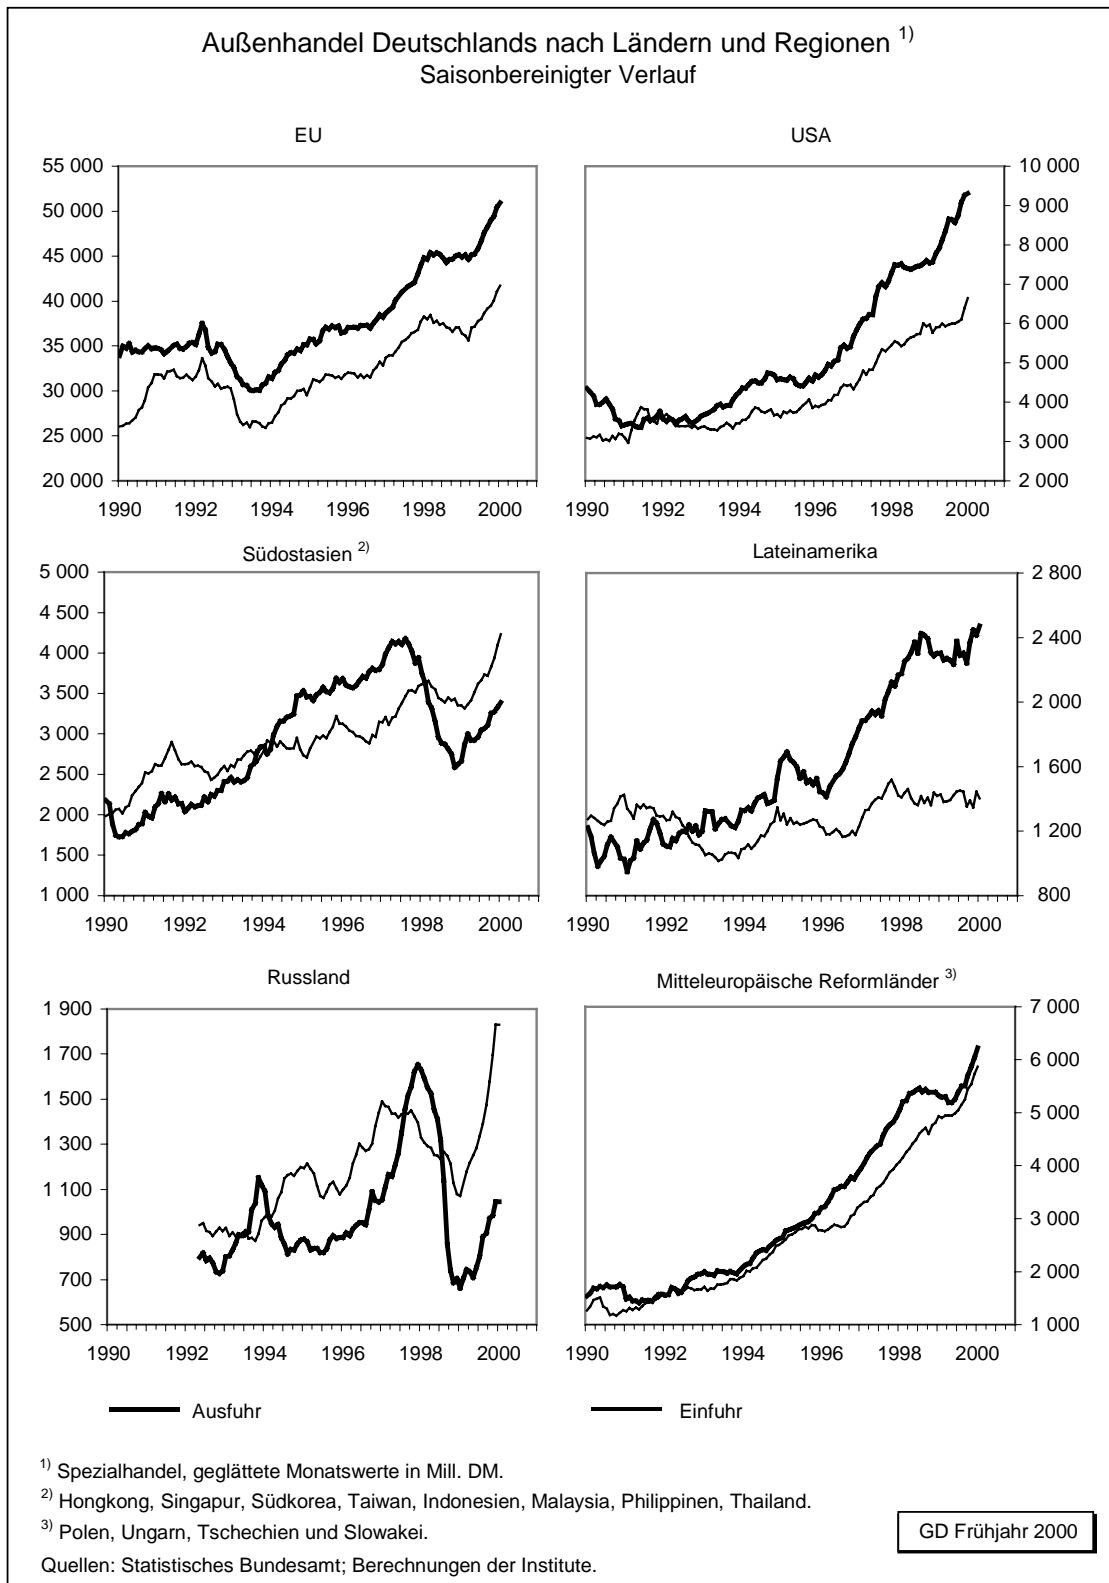 Außenhandel Deutschlands nach Ländern und Regionen 1)
Saisonbereinigter Verlauf
EU
55 000
50 000
45 000
40 000
35 000
30 000
25 000
20 000
1990 1992 1994 1996 1998 2000
USA
10 000
9 000
8 000
7 000
6 000
5 000
4 000
3 000
2 000
1990 1992 1994 1996 1998 2000
Südostasien 2)
5 000
4 500
4 000
3 500
3 000
2 500
2 000
1 500
1 000
1990 1992 1994 1996 1998 2000
Lateinamerika
2 800
2 400
2 000
1 600
1 200
800
1990 1992 1994 1996 1998 2000
Russland
1 900
1 700
1 500
1 300
1 100
900
700
500
1990 1992 1994 1996 1998 2000
Mitteleuropäische Reformländer 3)
7 000
6 000
5 000
4 000
3 000
2 000
1 000
1990 1992 1994 1996 1998 2000
Ausfuhr Einfuhr
1) Spezialhandel, geglättete Monatswerte in Mill. DM.
2) Hongkong, Singapur, Südkorea, Taiwan, Indonesien, Malaysia, Philippinen, Thailand.
3) Polen, Ungarn, Tschechien und Slowakei.
GD Frühjahr 2000
Quellen: Statistisches Bundesamt; Berechnungen der Institute.